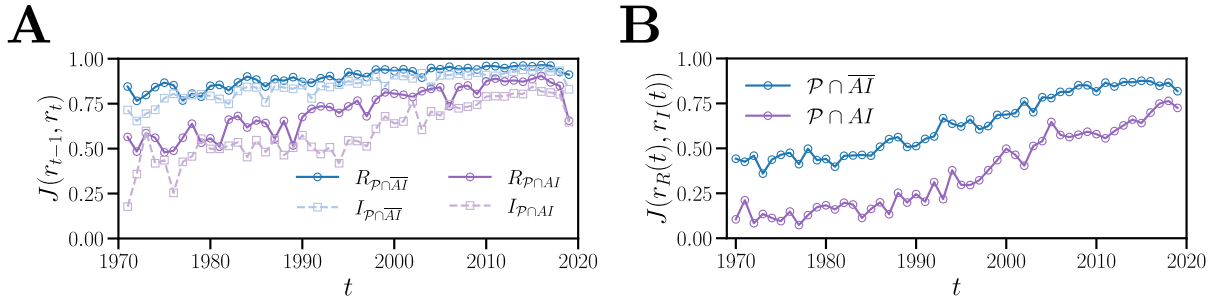 A
B
J(r_{t−1}, r_t)
1.00
0.75
0.50
0.25
0.00
R_{𝒫∩\overline{AI}}
R_{𝒫∩AI}
I_{𝒫∩\overline{AI}}
I_{𝒫∩AI}
1970 1980 1990 2000 2010 2020
t
J(r_R(t), r_I(t))
1.00
0.75
0.50
0.25
0.00
𝒫 ∩ \overline{AI}
𝒫 ∩ AI
1970 1980 1990 2000 2010 2020
t